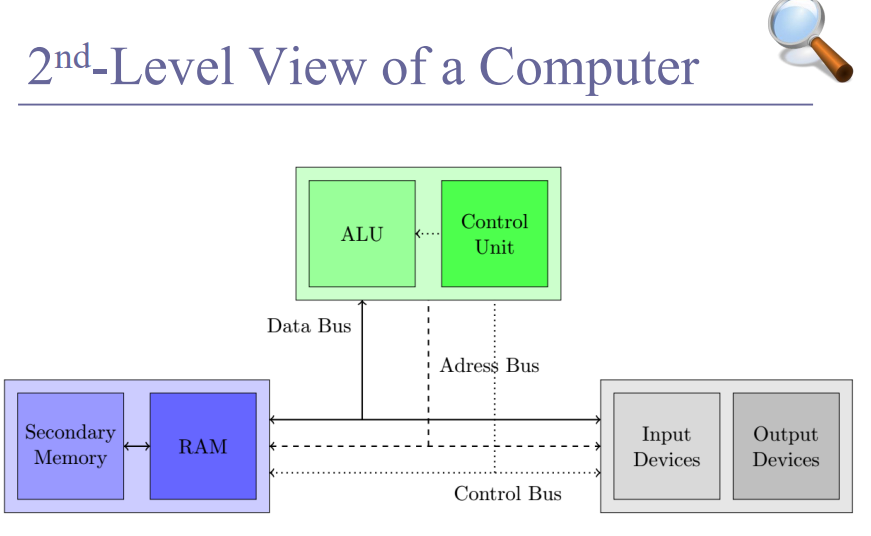 2nd-Level View of a Computer
ALU
Control
Unit
Data Bus
Adress Bus
Secondary
Memory
RAM
Input
Devices
Output
Devices
Control Bus